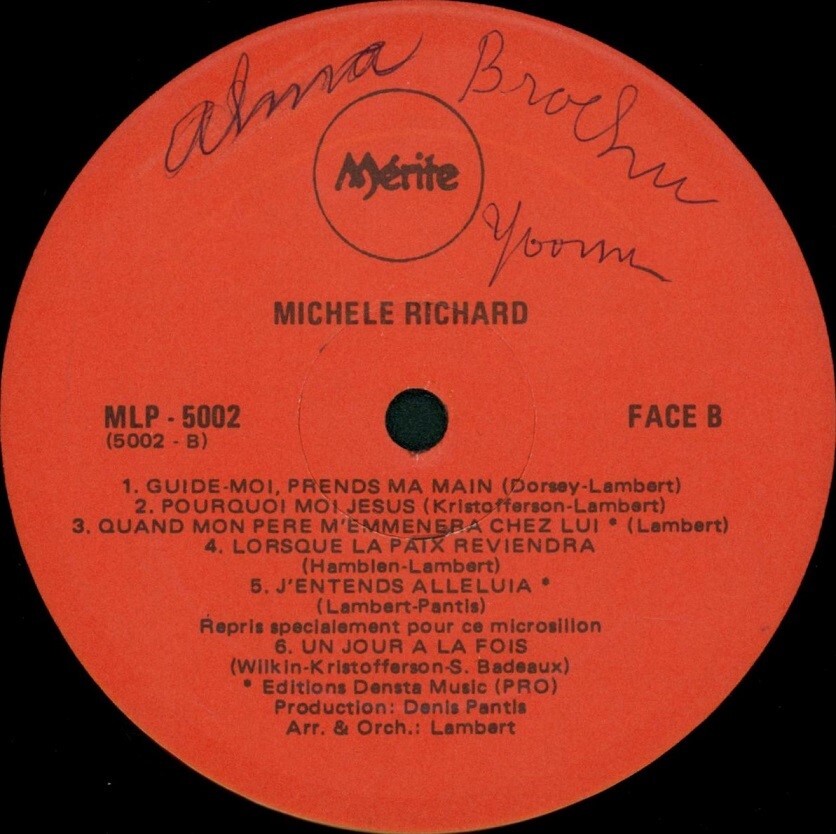 Alma Brochu
Mérite
Yvonne
MICHELE RICHARD
MLP - 5002
(5002 - B)
FACE B
1. GUIDE-MOI, PRENDS MA MAIN (Dorsey-Lambert)
2. POURQUOI MOI JESUS (Kristofferson-Lambert)
3. QUAND MON PERE M'EMMENERA CHEZ LUI * (Lambert)
4. LORSQUE LA PAIX REVIENDRA
(Hamblen-Lambert)
5. J'ENTENDS ALLELUIA *
(Lambert-Pantis)
Repris specialement pour ce microsillon
6. UN JOUR A LA FOIS
(Wilkin-Kristofferson-S. Badeaux)
* Editions Densta Music (PRO)
Production: Denis Pantis
Arr. & Orch.: Lambert